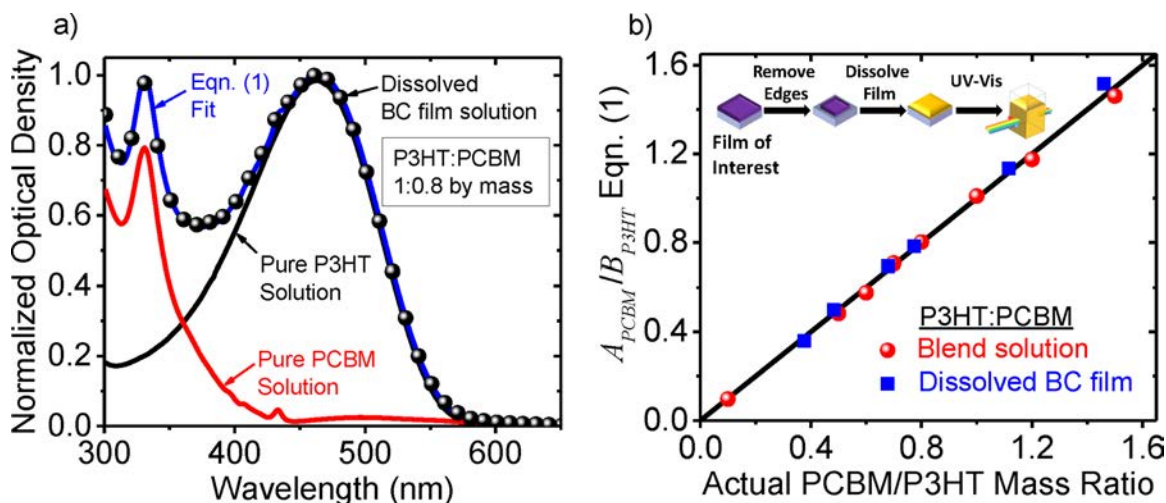 a)
Normalized Optical Density
1.0
0.8
0.6
0.4
0.2
0.0
Eqn. (1)
Fit
Dissolved
BC film solution
P3HT:PCBM
1:0.8 by mass
Pure P3HT
Solution
Pure PCBM
Solution
300
400
500
600
Wavelength (nm)
b)
A_PCBM/B_P3HT Eqn. (1)
1.6
1.2
0.8
0.4
0.0
Remove
Edges
Dissolve
Film
UV-Vis
Film of
Interest
P3HT:PCBM
Blend solution
Dissolved BC film
0.0
0.4
0.8
1.2
1.6
Actual PCBM/P3HT Mass Ratio